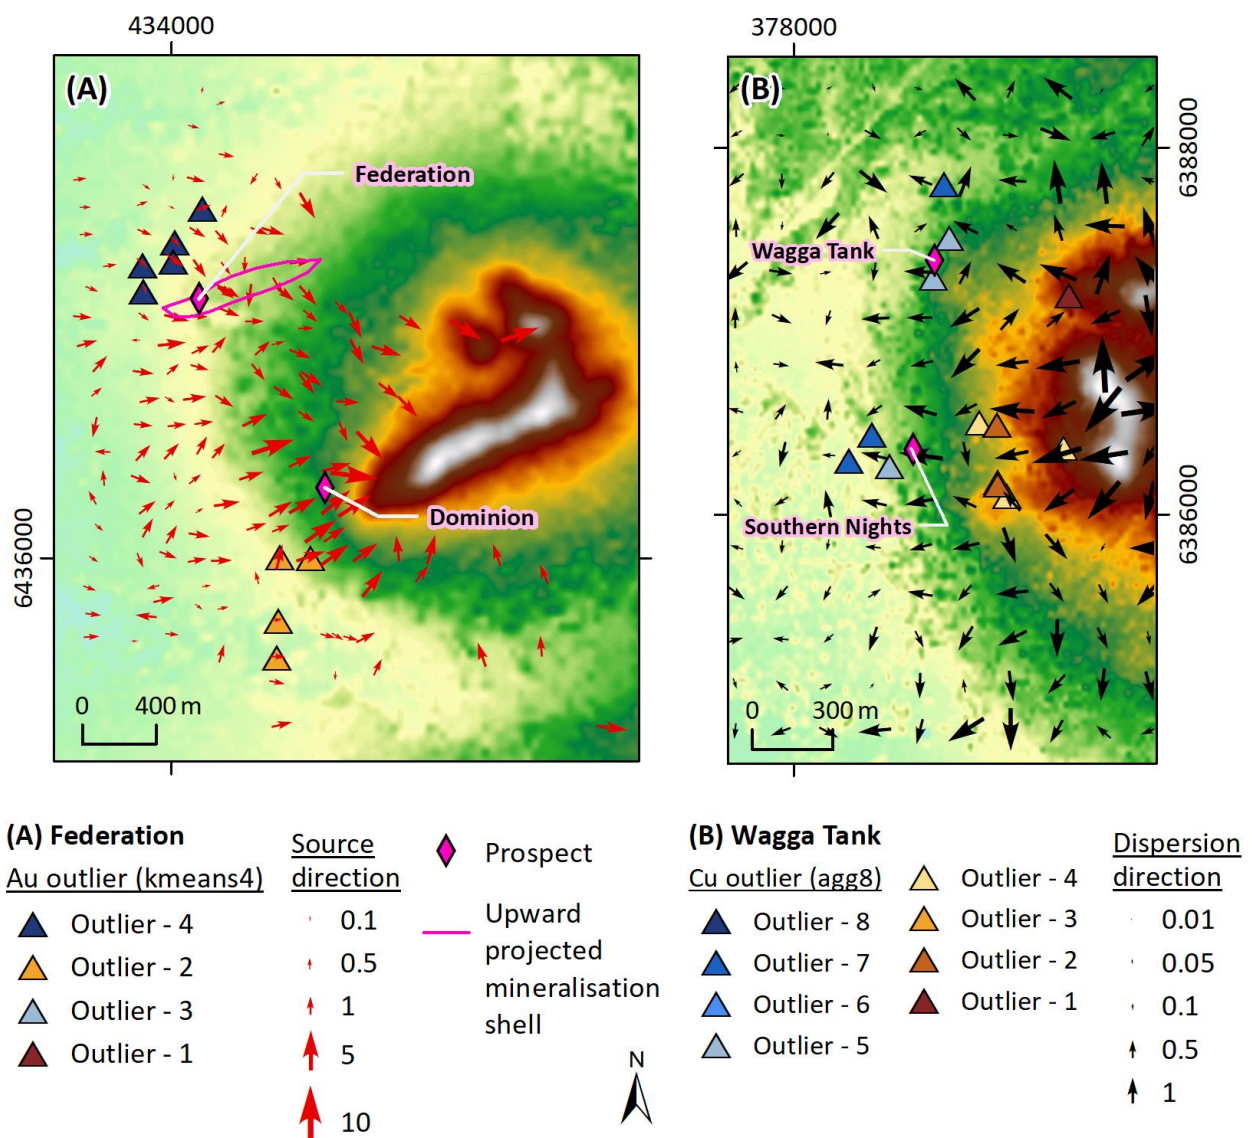 434000
378000
(A)
(B)
Federation
Wagga Tank
6388000
Dominion
Southern Nights
6436000
6386000
0 400 m
0 300 m
(A) Federation
Au outlier (kmeans4)
Outlier - 4
Outlier - 2
Outlier - 3
Outlier - 1
Source
direction
0.1
0.5
1
5
10
Prospect
Upward
projected
mineralisation
shell
N
(B) Wagga Tank
Cu outlier (agg8)
Outlier - 8
Outlier - 7
Outlier - 6
Outlier - 5
Outlier - 4
Outlier - 3
Outlier - 2
Outlier - 1
Dispersion
direction
0.01
0.05
0.1
0.5
1